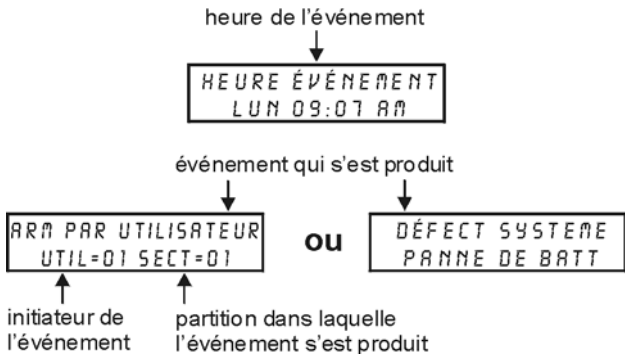 heure de l'événement
HEURE ÉVÉNEMENT
LUN 09:07 AM
événement qui s'est produit
ARM PAR UTILISATEUR
UTIL=01 SECT=01
ou
DÉFECT SYSTEME
PANNE DE BATT
initiateur de
l'événement
partition dans laquelle
l'événement s'est produit